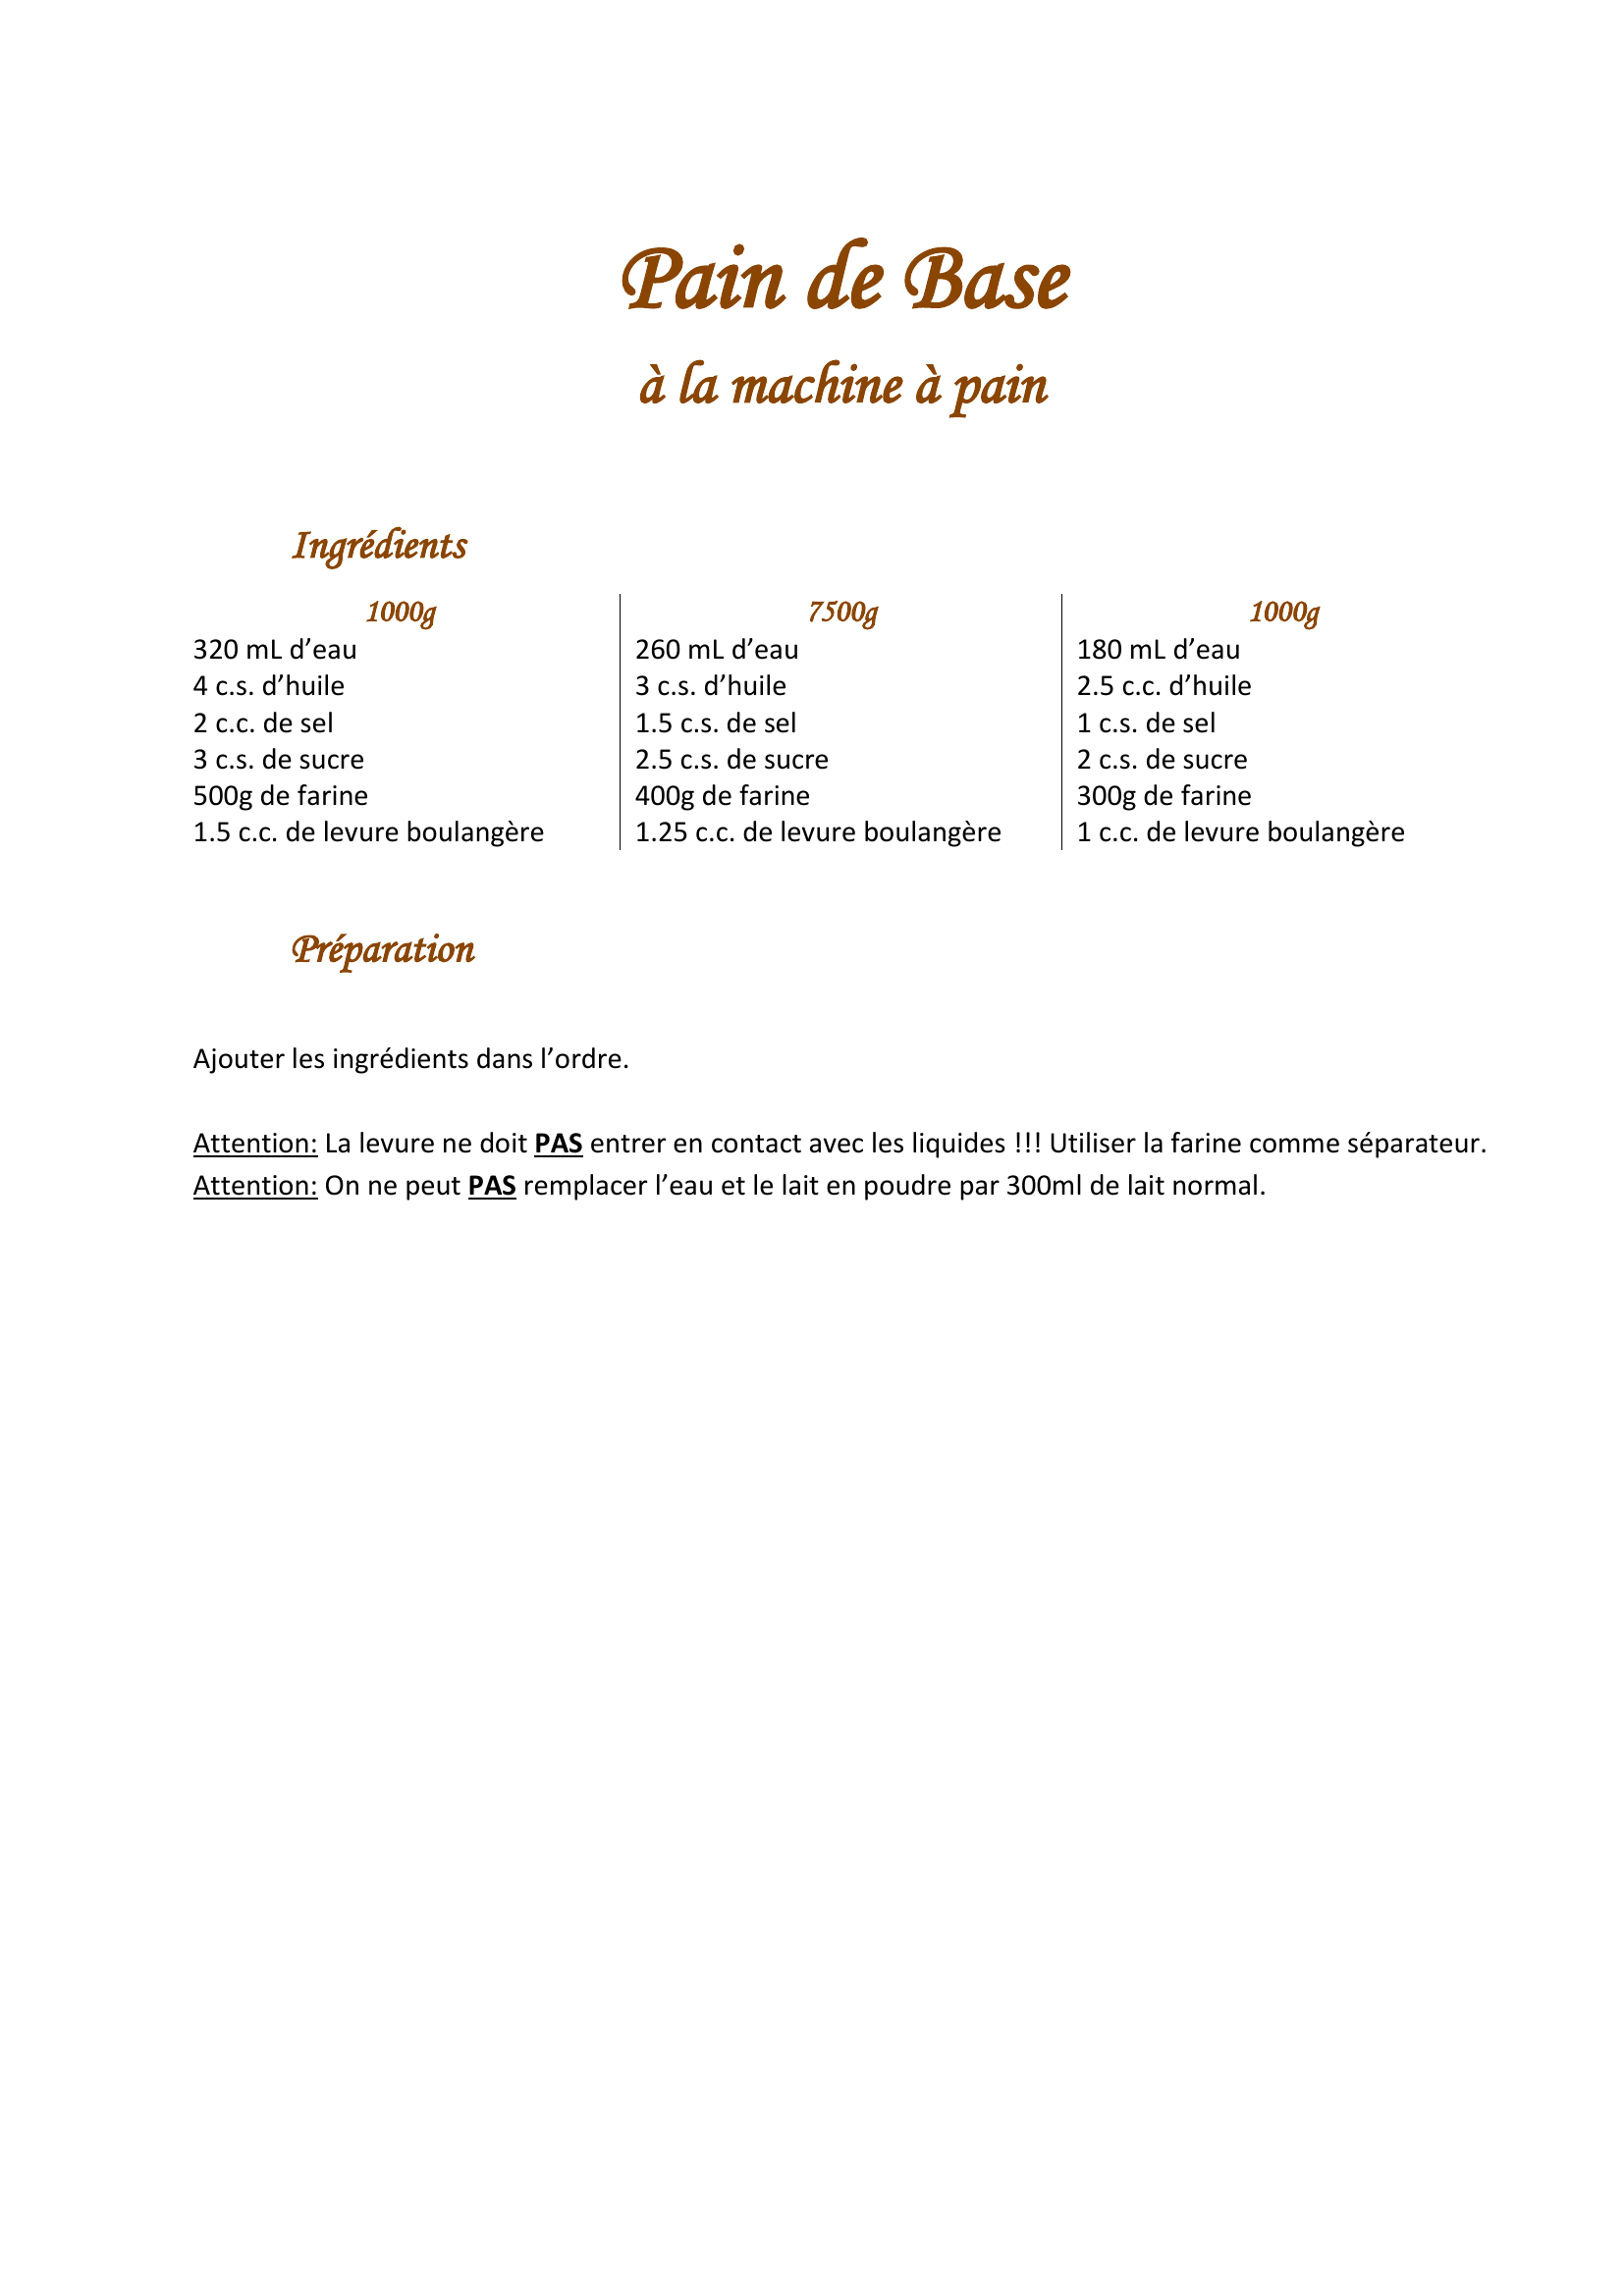 Pain de Base
à la machine à pain
Ingrédients
1000g
320 mL d’eau
4 c.s. d’huile
2 c.c. de sel
3 c.s. de sucre
500g de farine
1.5 c.c. de levure boulangère
7500g
260 mL d’eau
3 c.s. d’huile
1.5 c.s. de sel
2.5 c.s. de sucre
400g de farine
1.25 c.c. de levure boulangère
1000g
180 mL d’eau
2.5 c.c. d’huile
1 c.s. de sel
2 c.s. de sucre
300g de farine
1 c.c. de levure boulangère
Préparation
Ajouter les ingrédients dans l’ordre.
Attention: La levure ne doit PAS entrer en contact avec les liquides !!! Utiliser la farine comme séparateur.
Attention: On ne peut PAS remplacer l’eau et le lait en poudre par 300ml de lait normal.